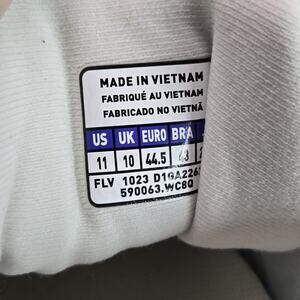 MADE IN VIETNAM
FABRIQUÉ AU VIETNAM
FABRICADO NO VIETNÃ
US UK EURO BRA
11 10 44.5 43
FLV 1023 D1GA226
590063.WC8Q